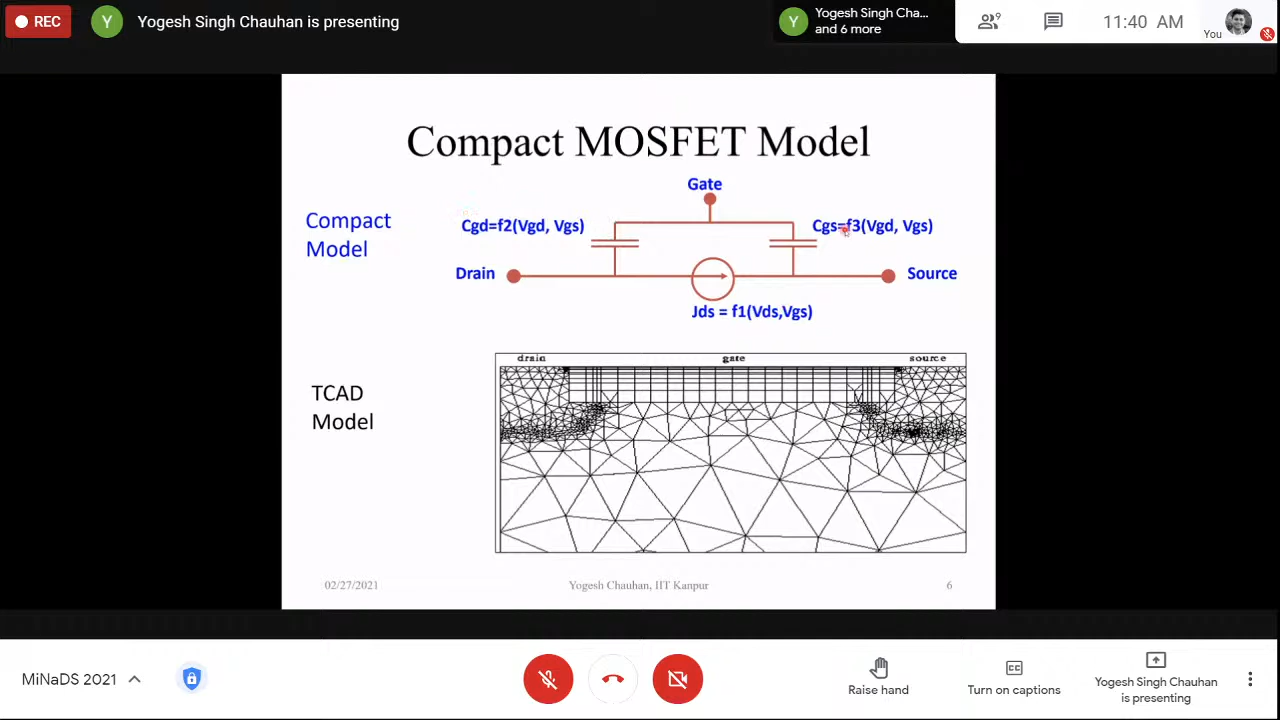 REC
Y
Yogesh Singh Chauhan is presenting
Y
Yogesh Singh Cha...
and 6 more
9
11:40 AM
You
Compact MOSFET Model
Gate
Compact
Model
Cgd=f2(Vgd, Vgs)
Cgs=f3(Vgd, Vgs)
Drain
Source
Jds = f1(Vds,Vgs)
drain
gate
source
TCAD
Model
02/27/2021
Yogesh Chauhan, IIT Kanpur
6
MiNaDS 2021
CC
Raise hand
Turn on captions
Yogesh Singh Chauhan
is presenting